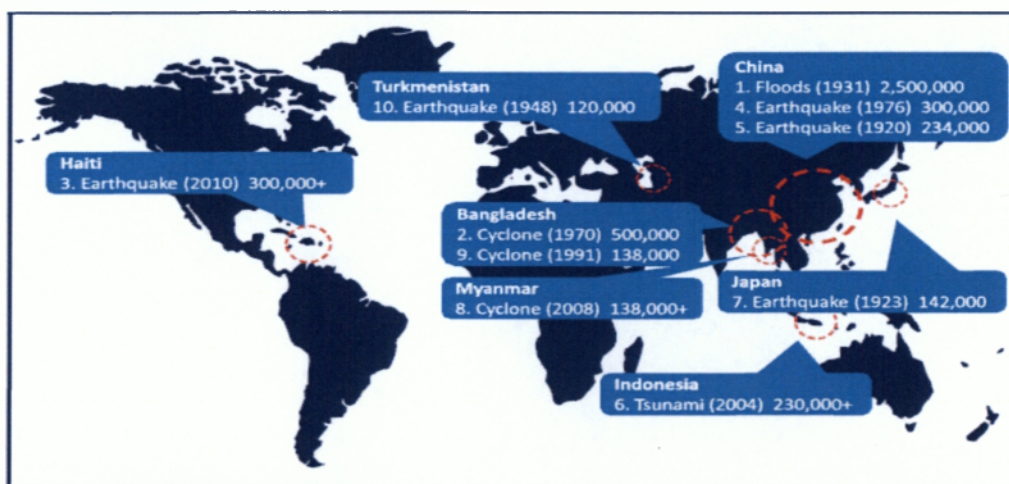 Turkmenistan
10. Earthquake (1948) 120,000
China
1. Floods (1931) 2,500,000
4. Earthquake (1976) 300,000
5. Earthquake (1920) 234,000
Haiti
3. Earthquake (2010) 300,000+
Bangladesh
2. Cyclone (1970) 500,000
9. Cyclone (1991) 138,000
Myanmar
8. Cyclone (2008) 138,000+
Japan
7. Earthquake (1923) 142,000
Indonesia
6. Tsunami (2004) 230,000+